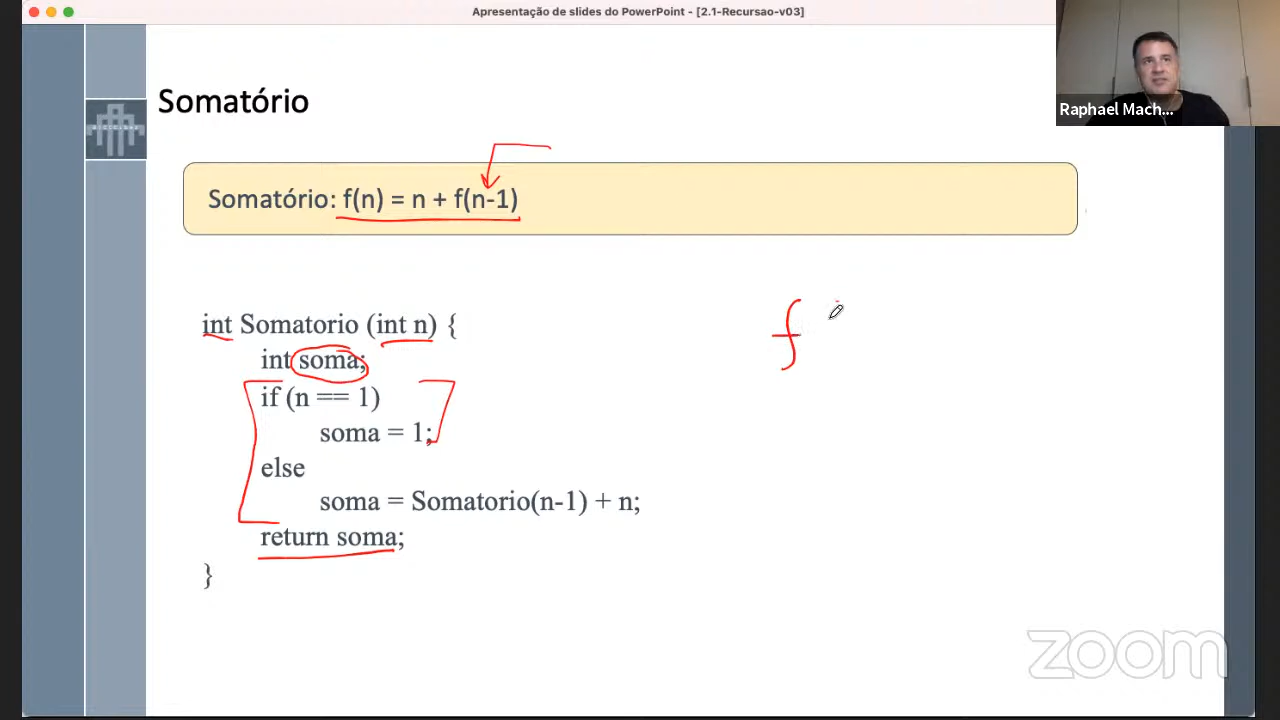 Apresentação de slides do PowerPoint - [2.1-Recursao-v03]
Raphael Mach...
Somatório
Somatório: f(n) = n + f(n-1)
int Somatorio (int n) {
int soma;
if (n == 1)
soma = 1;
else
soma = Somatorio(n-1) + n;
return soma;
}
f
zoom